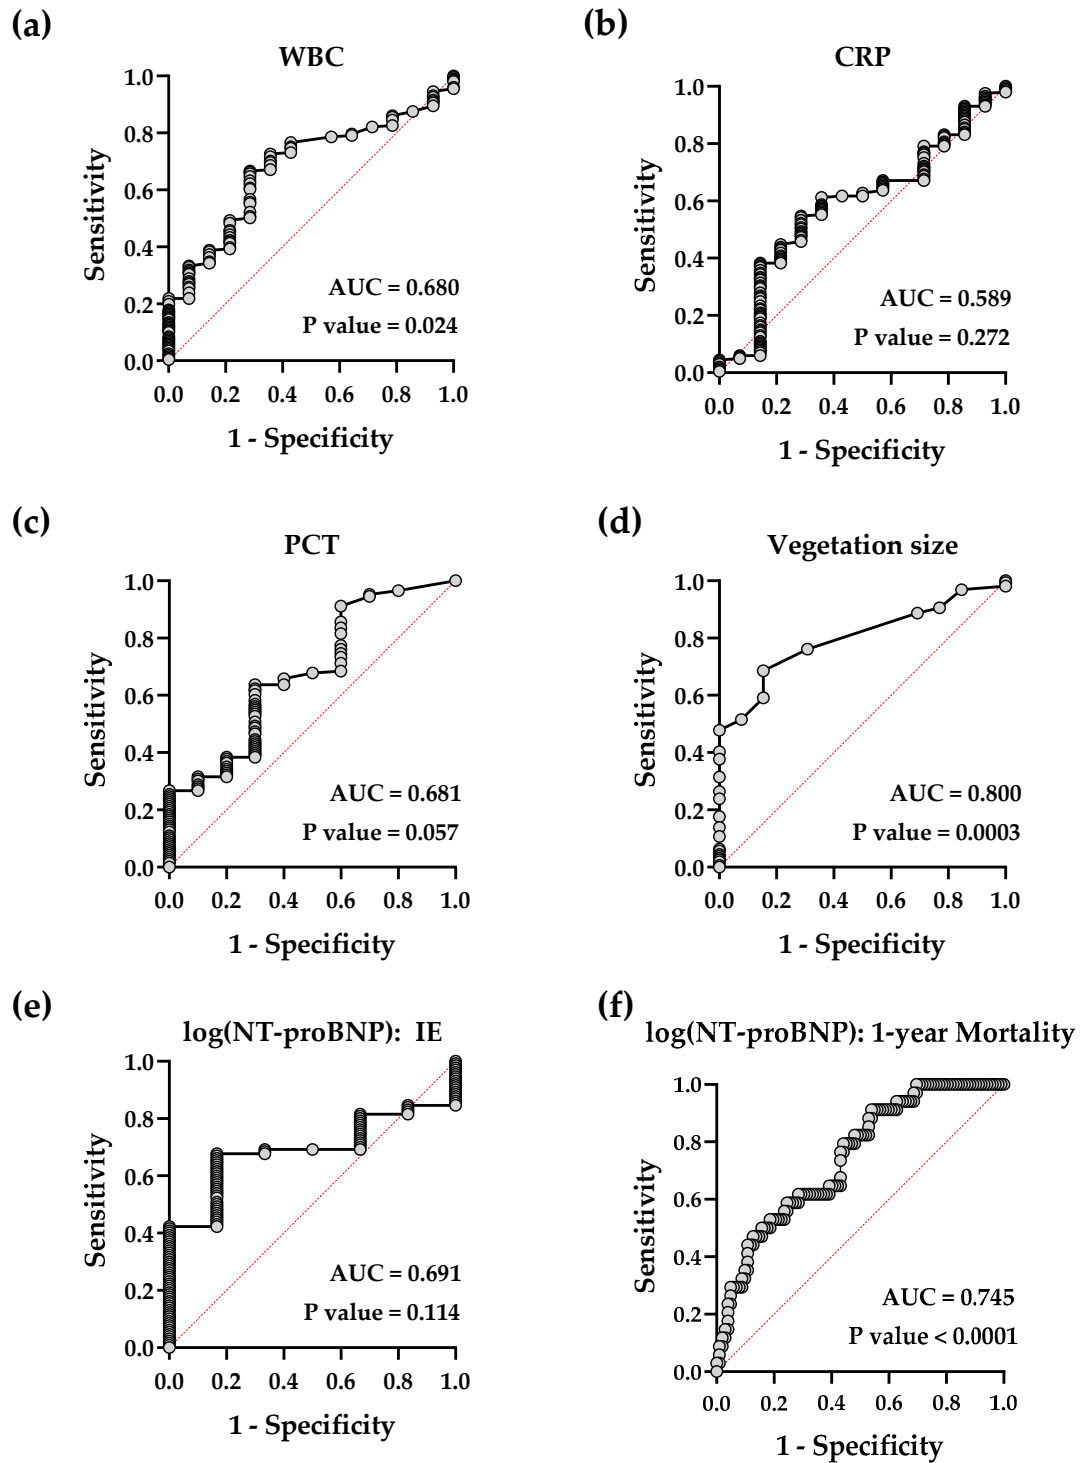 (a)
WBC
1.0
0.8
0.6
0.4
0.2
0.0
Sensitivity
AUC = 0.680
P value = 0.024
0.0 0.2 0.4 0.6 0.8 1.0
1 - Specificity
(b)
CRP
1.0
0.8
0.6
0.4
0.2
0.0
Sensitivity
AUC = 0.589
P value = 0.272
0.0 0.2 0.4 0.6 0.8 1.0
1 - Specificity
(c)
PCT
1.0
0.8
0.6
0.4
0.2
0.0
Sensitivity
AUC = 0.681
P value = 0.057
0.0 0.2 0.4 0.6 0.8 1.0
1 - Specificity
(d)
Vegetation size
1.0
0.8
0.6
0.4
0.2
0.0
Sensitivity
AUC = 0.800
P value = 0.0003
0.0 0.2 0.4 0.6 0.8 1.0
1 - Specificity
(e)
log(NT-proBNP): IE
1.0
0.8
0.6
0.4
0.2
0.0
Sensitivity
AUC = 0.691
P value = 0.114
0.0 0.2 0.4 0.6 0.8 1.0
1 - Specificity
(f)
log(NT-proBNP): 1-year Mortality
1.0
0.8
0.6
0.4
0.2
0.0
Sensitivity
AUC = 0.745
P value < 0.0001
0.0 0.2 0.4 0.6 0.8 1.0
1 - Specificity